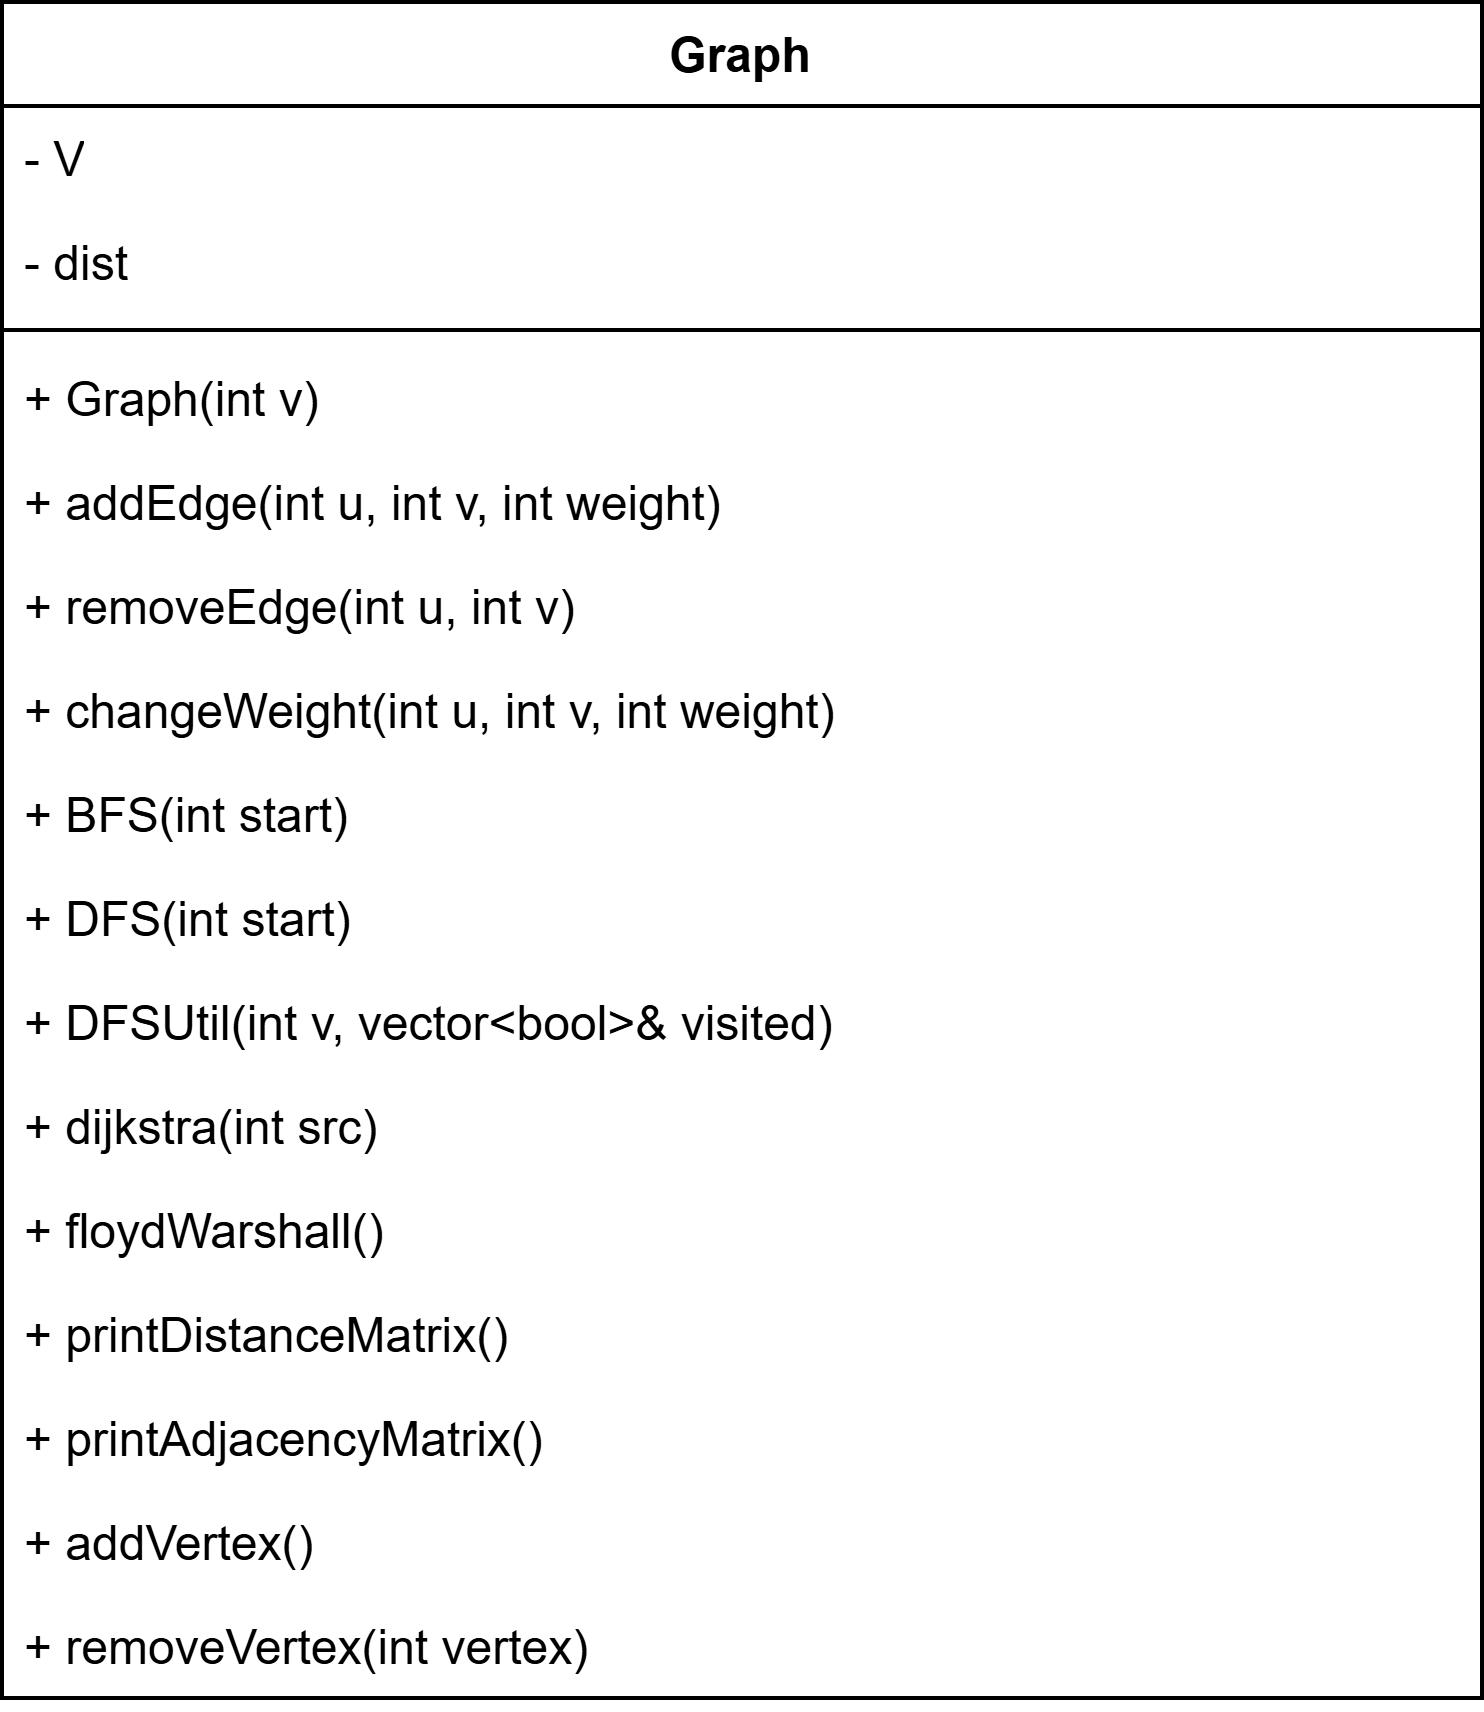 Graph
- V
- dist
+ Graph(int v)
+ addEdge(int u, int v, int weight)
+ removeEdge(int u, int v)
+ changeWeight(int u, int v, int weight)
+ BFS(int start)
+ DFS(int start)
+ DFSUtil(int v, vector<bool>& visited)
+ dijkstra(int src)
+ floydWarshall()
+ printDistanceMatrix()
+ printAdjacencyMatrix()
+ addVertex()
+ removeVertex(int vertex)